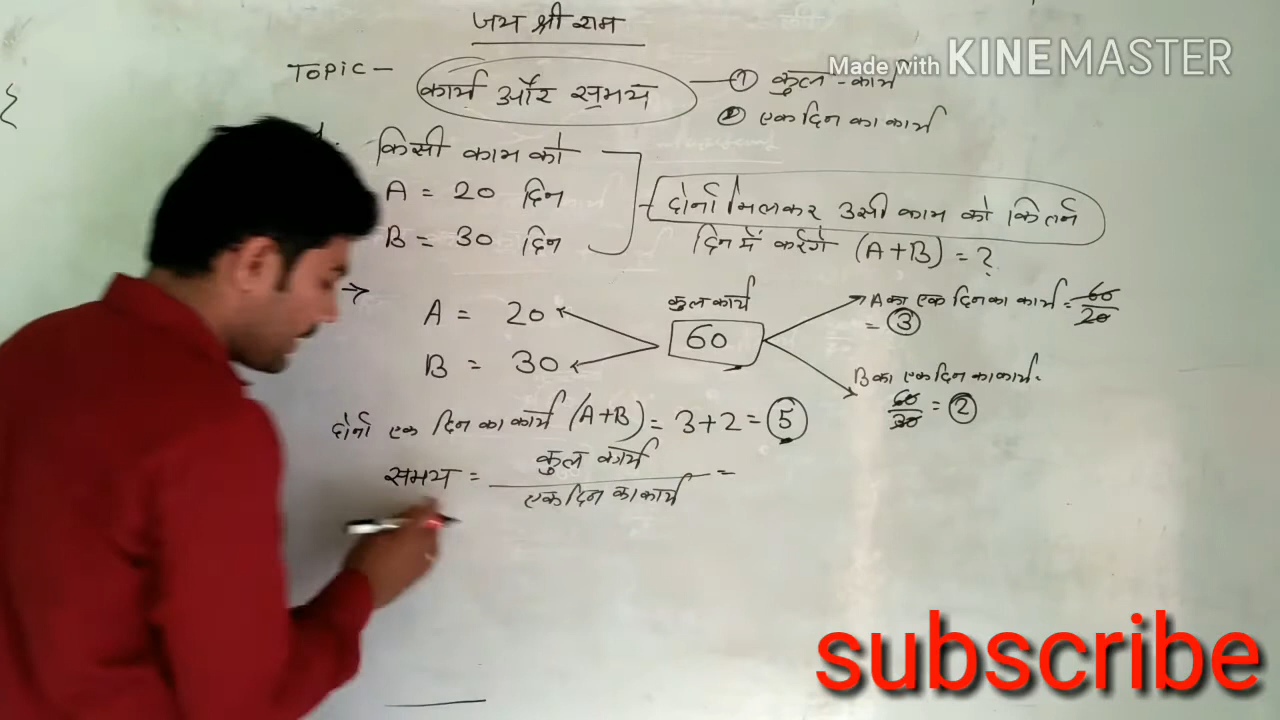 जय श्री राम
Made with KINEMASTER
TOPIC -
कार्य और समय
① कुल - कार्य
② एक दिन का कार्य
किसी काम को
A = 20 दिन
B = 30 दिन
दोनों मिलकर उसी काम को कितने
दिन में करेंगे (A+B) = ?
A = 20
B = 30
कुल कार्य
60
A का एक दिन का कार्य = 60/20
= ③
B का एक दिन का कार्य =
60/30 = ②
दोनों एक दिन का कार्य (A+B) = 3+2 = ⑤
समय = कुल कार्य / एक दिन का कार्य =
subscribe